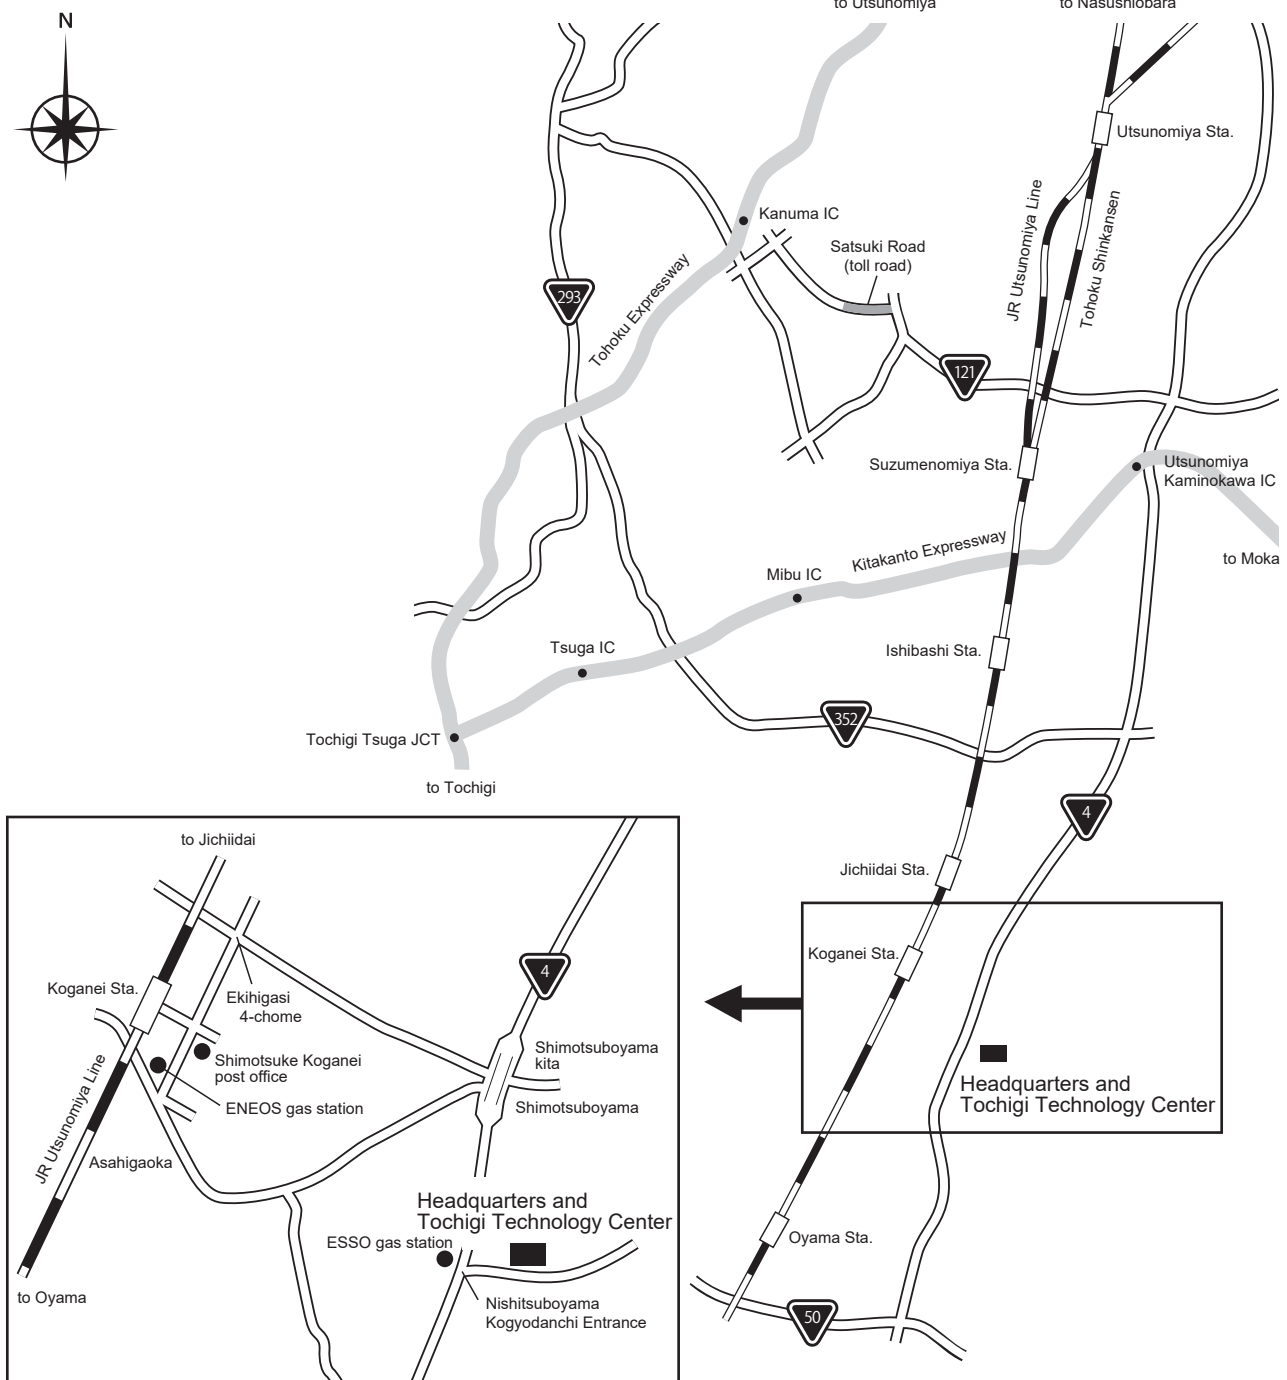 to Utsunomiya
to Nasushiobara
N
Utsunomiya Sta.
Kanuma IC
Satsuki Road
(toll road)
JR Utsunomiya Line
Tohoku Shinkansen
293
Tohoku Expressway
121
Suzumenomiya Sta.
Utsunomiya
Kaminokawa IC
Kitakanto Expressway
to Moka
Mibu IC
Tsuga IC
Ishibashi Sta.
352
Tochigi Tsuga JCT
to Tochigi
4
Jichiidai Sta.
Koganei Sta.
Headquarters and
Tochigi Technology Center
Oyama Sta.
50
to Jichiidai
4
Koganei Sta.
Ekihigasi
4-chome
Shimotsuboyama
kita
Shimotsuke Koganei
post office
ENEOS gas station
Shimotsuboyama
JR Utsunomiya Line
Asahigaoka
Headquarters and
Tochigi Technology Center
ESSO gas station
to Oyama
Nishitsuboyama
Kogyodanchi Entrance